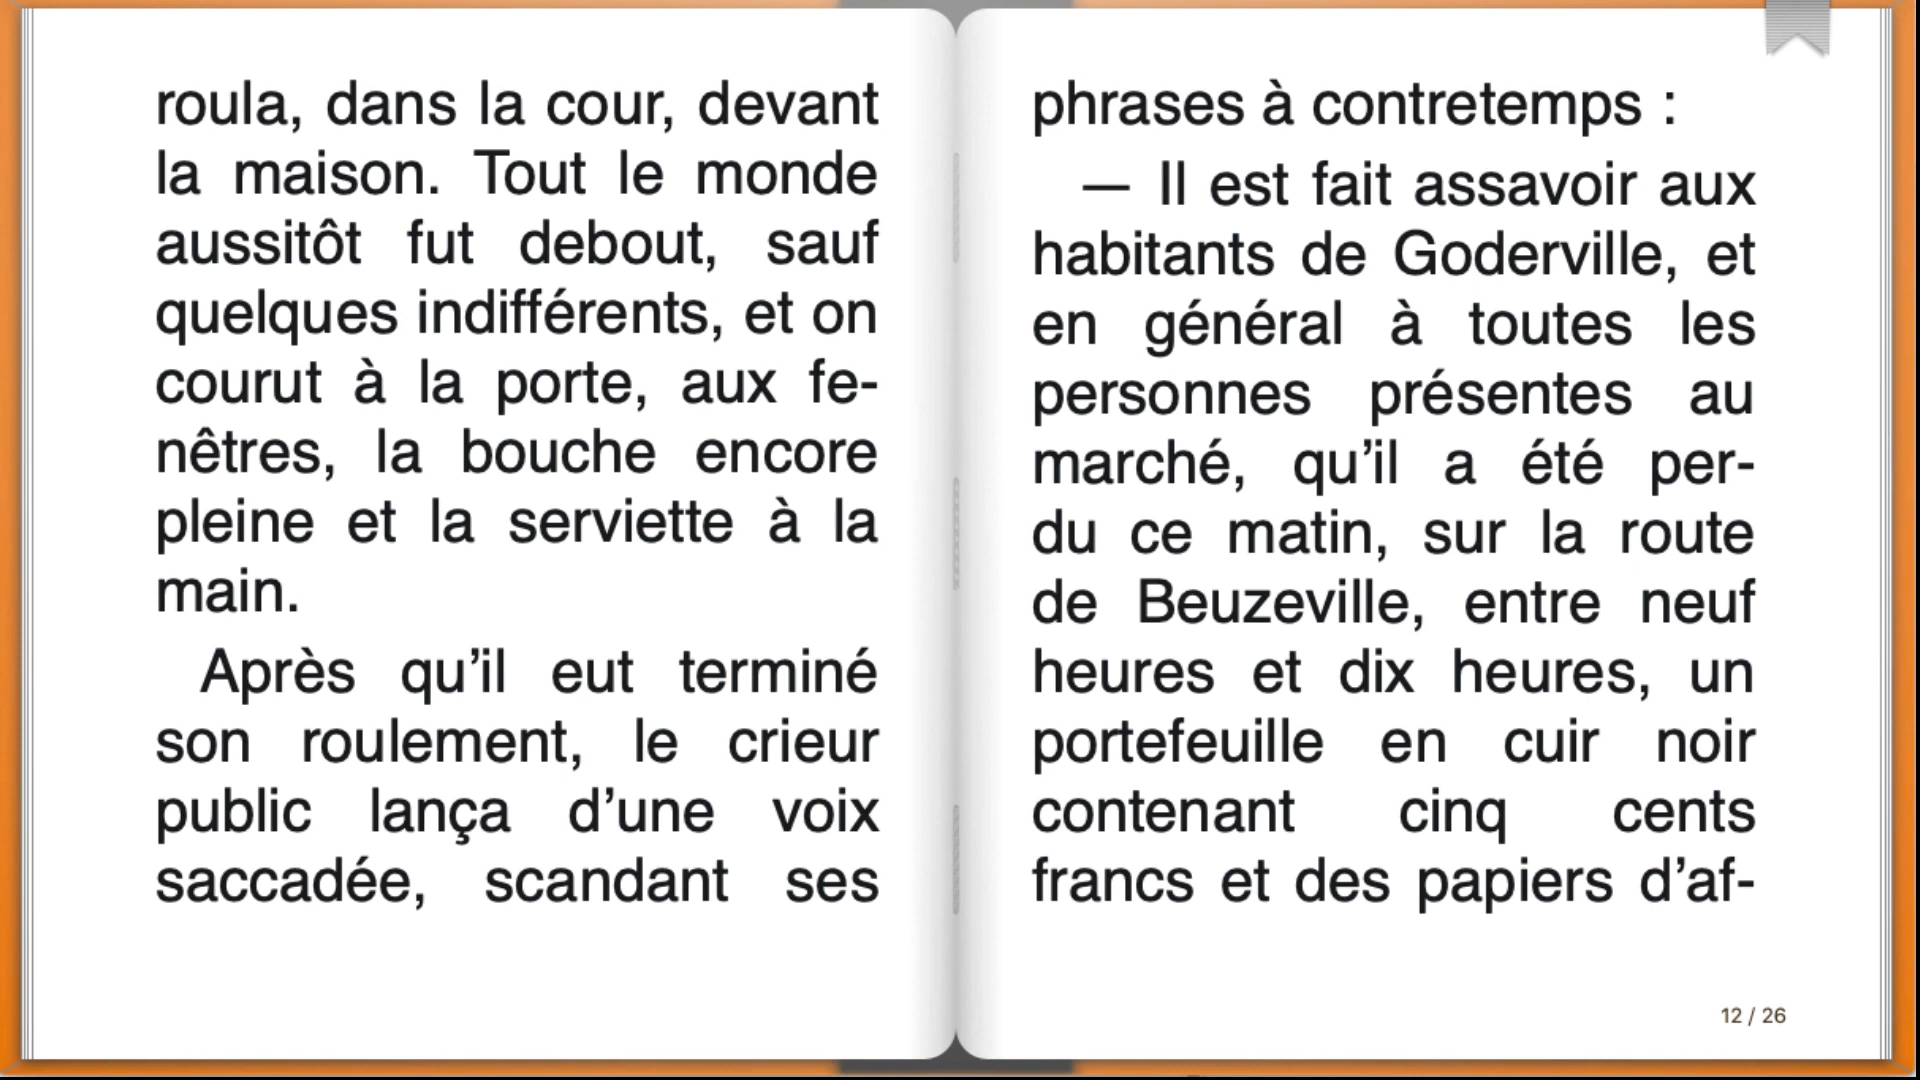 roula, dans la cour, devant
la maison. Tout le monde
aussitôt fut debout, sauf
quelques indifférents, et on
courut à la porte, aux fe-
nêtres, la bouche encore
pleine et la serviette à la
main.
Après qu’il eut terminé
son roulement, le crieur
public lança d’une voix
saccadée, scandant ses
phrases à contretemps :
— Il est fait assavoir aux
habitants de Goderville, et
en général à toutes les
personnes présentes au
marché, qu’il a été per-
du ce matin, sur la route
de Beuzeville, entre neuf
heures et dix heures, un
portefeuille en cuir noir
contenant cinq cents
francs et des papiers d’af-
12 / 26